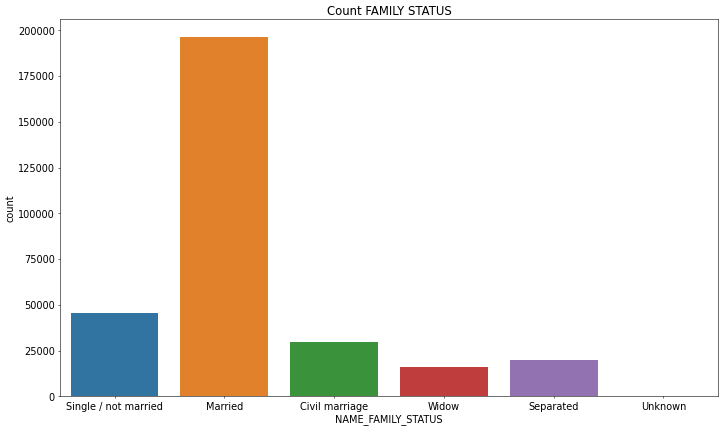 Count FAMILY STATUS
200000
175000
150000
125000
100000
75000
50000
25000
0
count
Single / not married
Married
Civil marriage
Widow
Separated
Unknown
NAME_FAMILY_STATUS